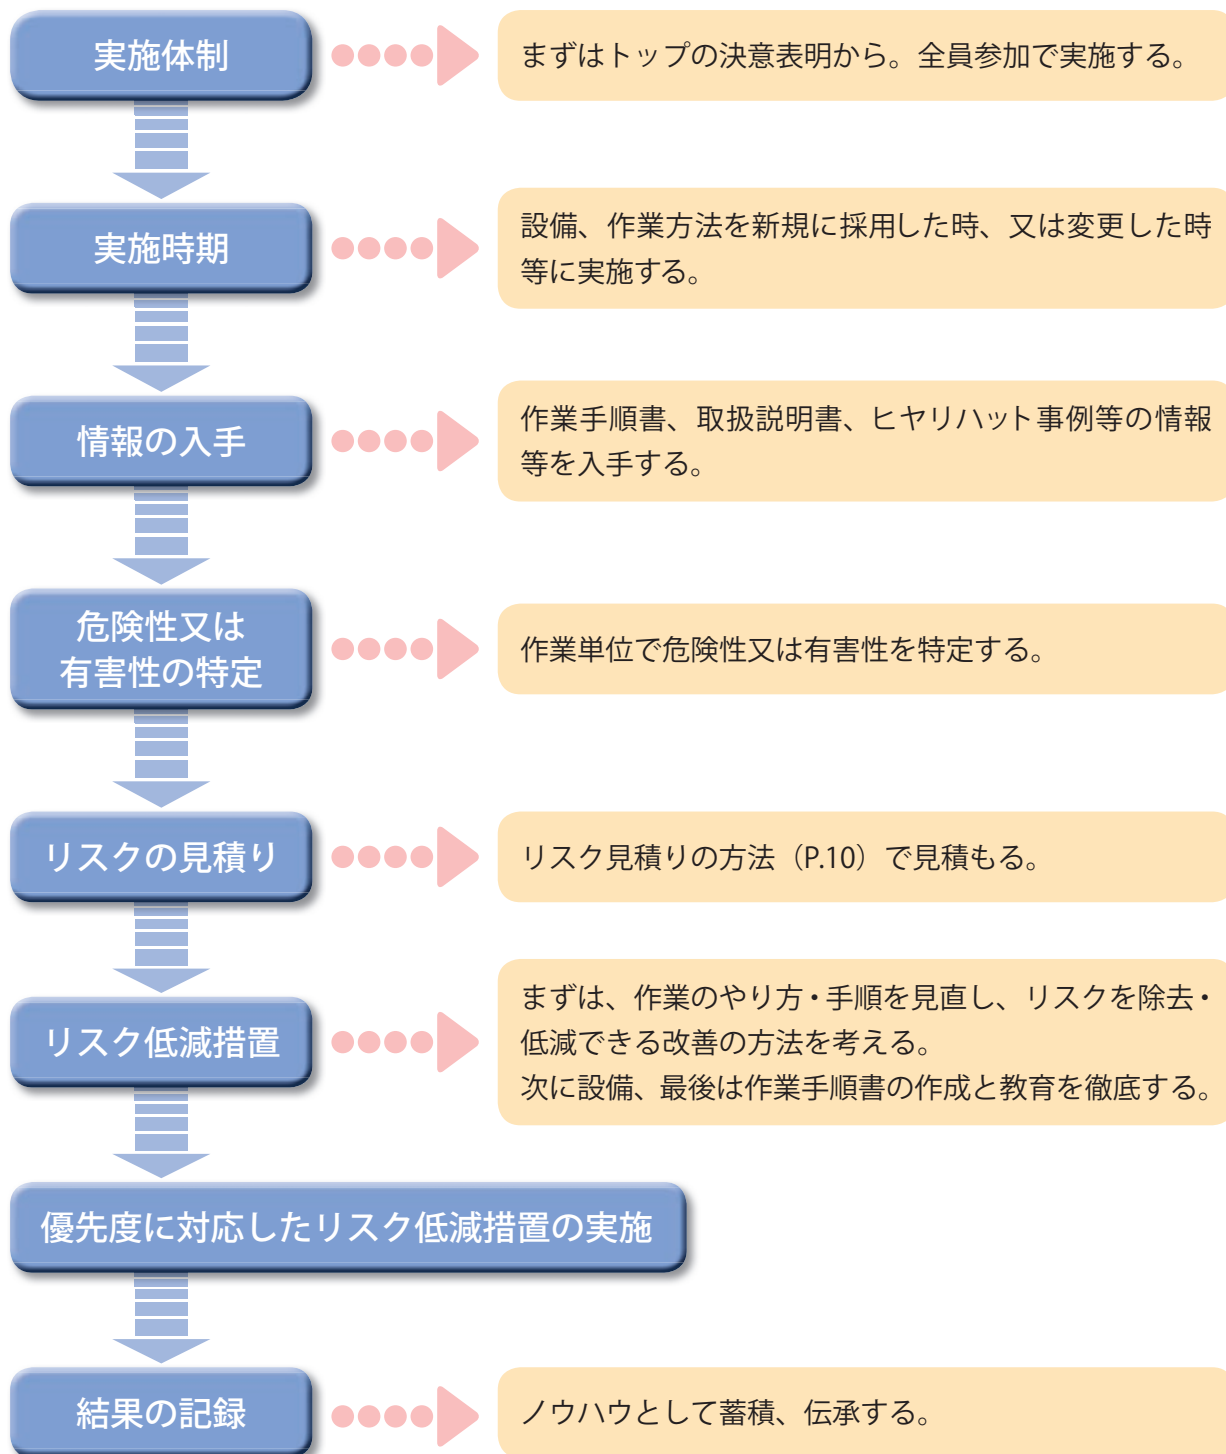 実施体制
まずはトップの決意表明から。全員参加で実施する。
実施時期
設備、作業方法を新規に採用した時、又は変更した時
等に実施する。
情報の入手
作業手順書、取扱説明書、ヒヤリハット事例等の情報
等を入手する。
危険性又は
有害性の特定
作業単位で危険性又は有害性を特定する。
リスクの見積り
リスク見積りの方法（P.10）で見積もる。
リスク低減措置
まずは、作業のやり方・手順を見直し、リスクを除去・
低減できる改善の方法を考える。
次に設備、最後は作業手順書の作成と教育を徹底する。
優先度に対応したリスク低減措置の実施
結果の記録
ノウハウとして蓄積、伝承する。